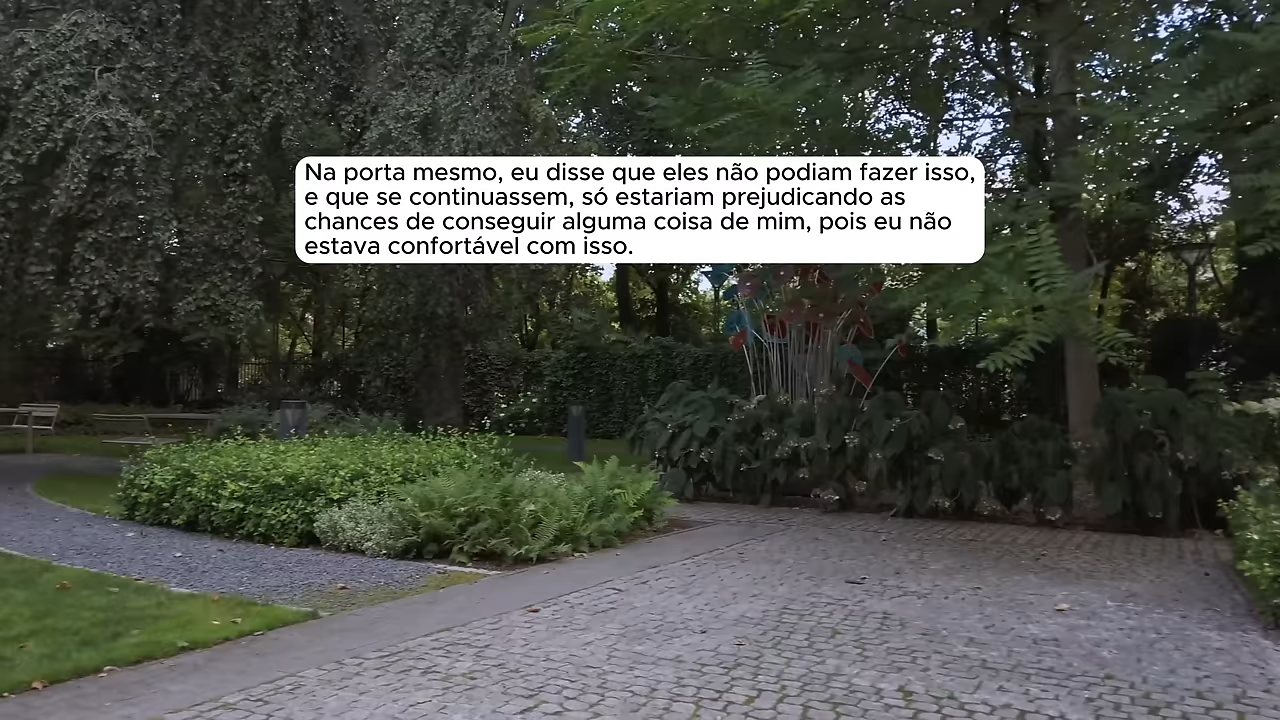 Na porta mesmo, eu disse que eles não podiam fazer isso,
e que se continuassem, só estariam prejudicando as
chances de conseguir alguma coisa de mim, pois eu não
estava confortável com isso.